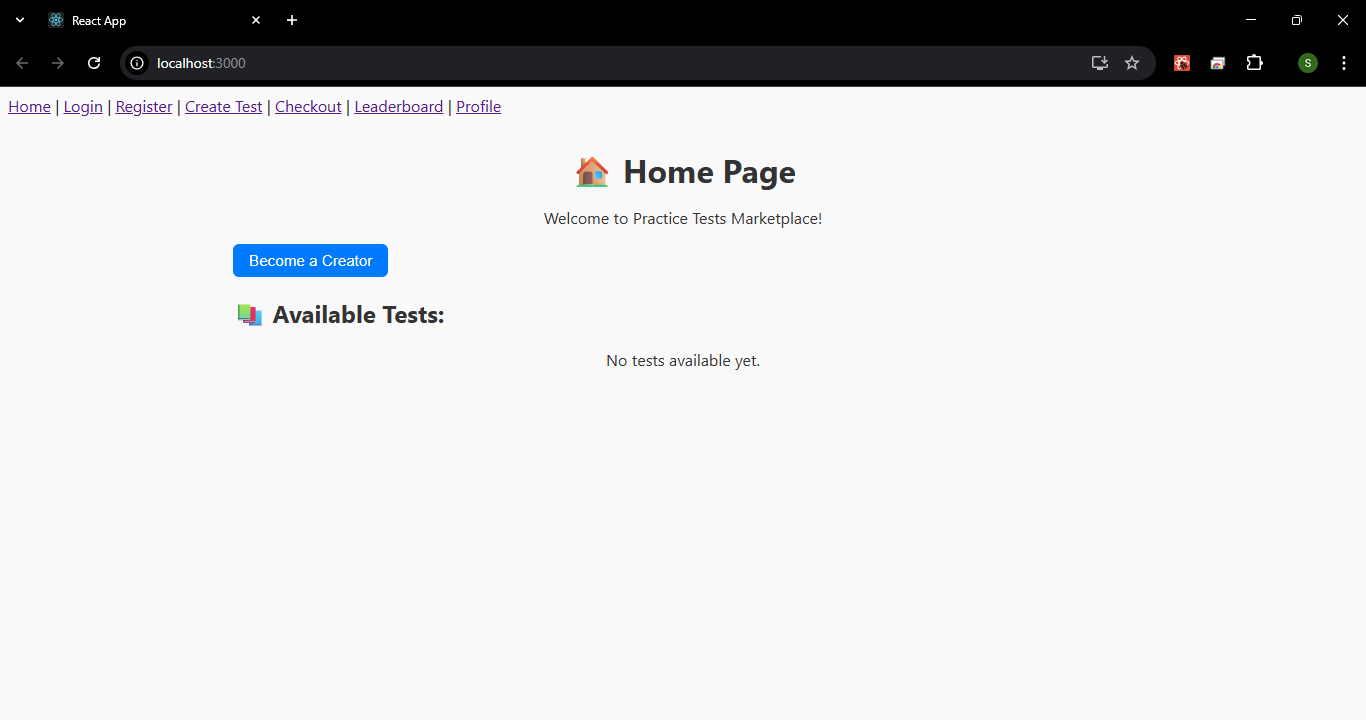 React App
localhost:3000
S
Home | Login | Register | Create Test | Checkout | Leaderboard | Profile
🏠 Home Page
Welcome to Practice Tests Marketplace!
Become a Creator
📚 Available Tests:
No tests available yet.